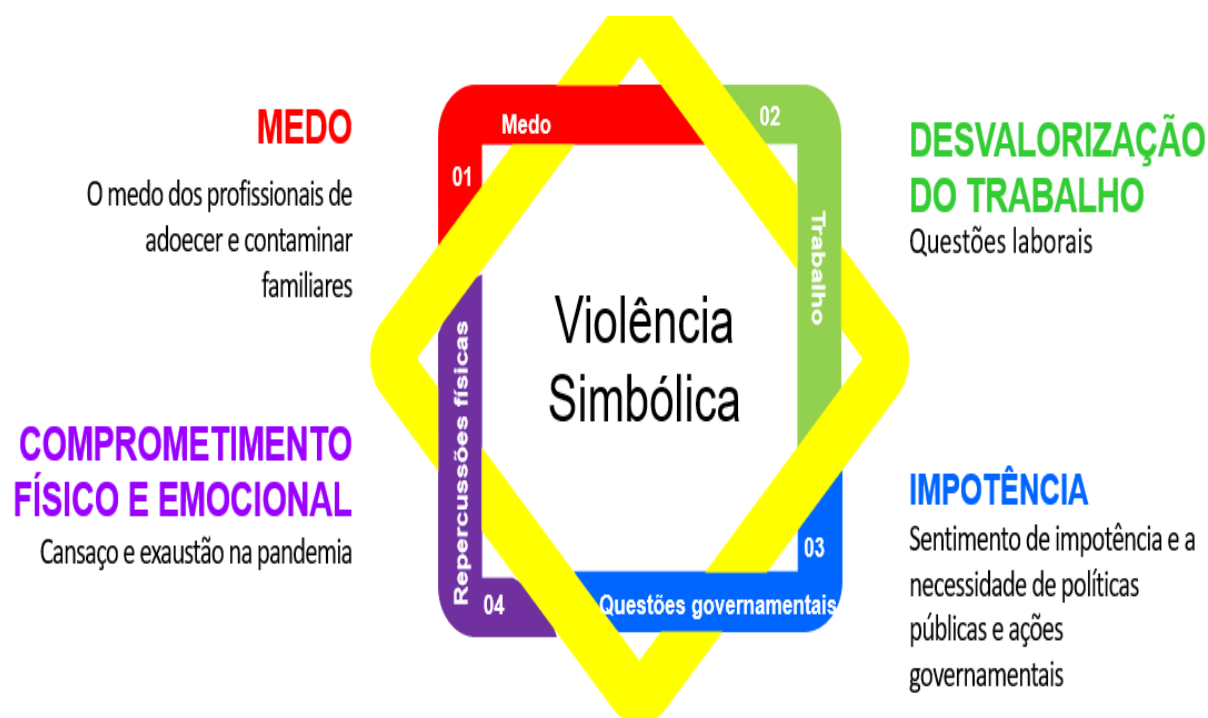 MEDO
O medo dos profissionais de
adoecer e contaminar
familiares
01
Medo
02
Trabalho
DESVALORIZAÇÃO
DO TRABALHO
Questões laborais
Violência
Simbólica
COMPROMETIMENTO
FÍSICO E EMOCIONAL
Cansaço e exaustão na pandemia
Repercussões físicas
04
Questões governamentais
03
IMPOTÊNCIA
Sentimento de impotência e a
necessidade de políticas
públicas e ações
governamentais